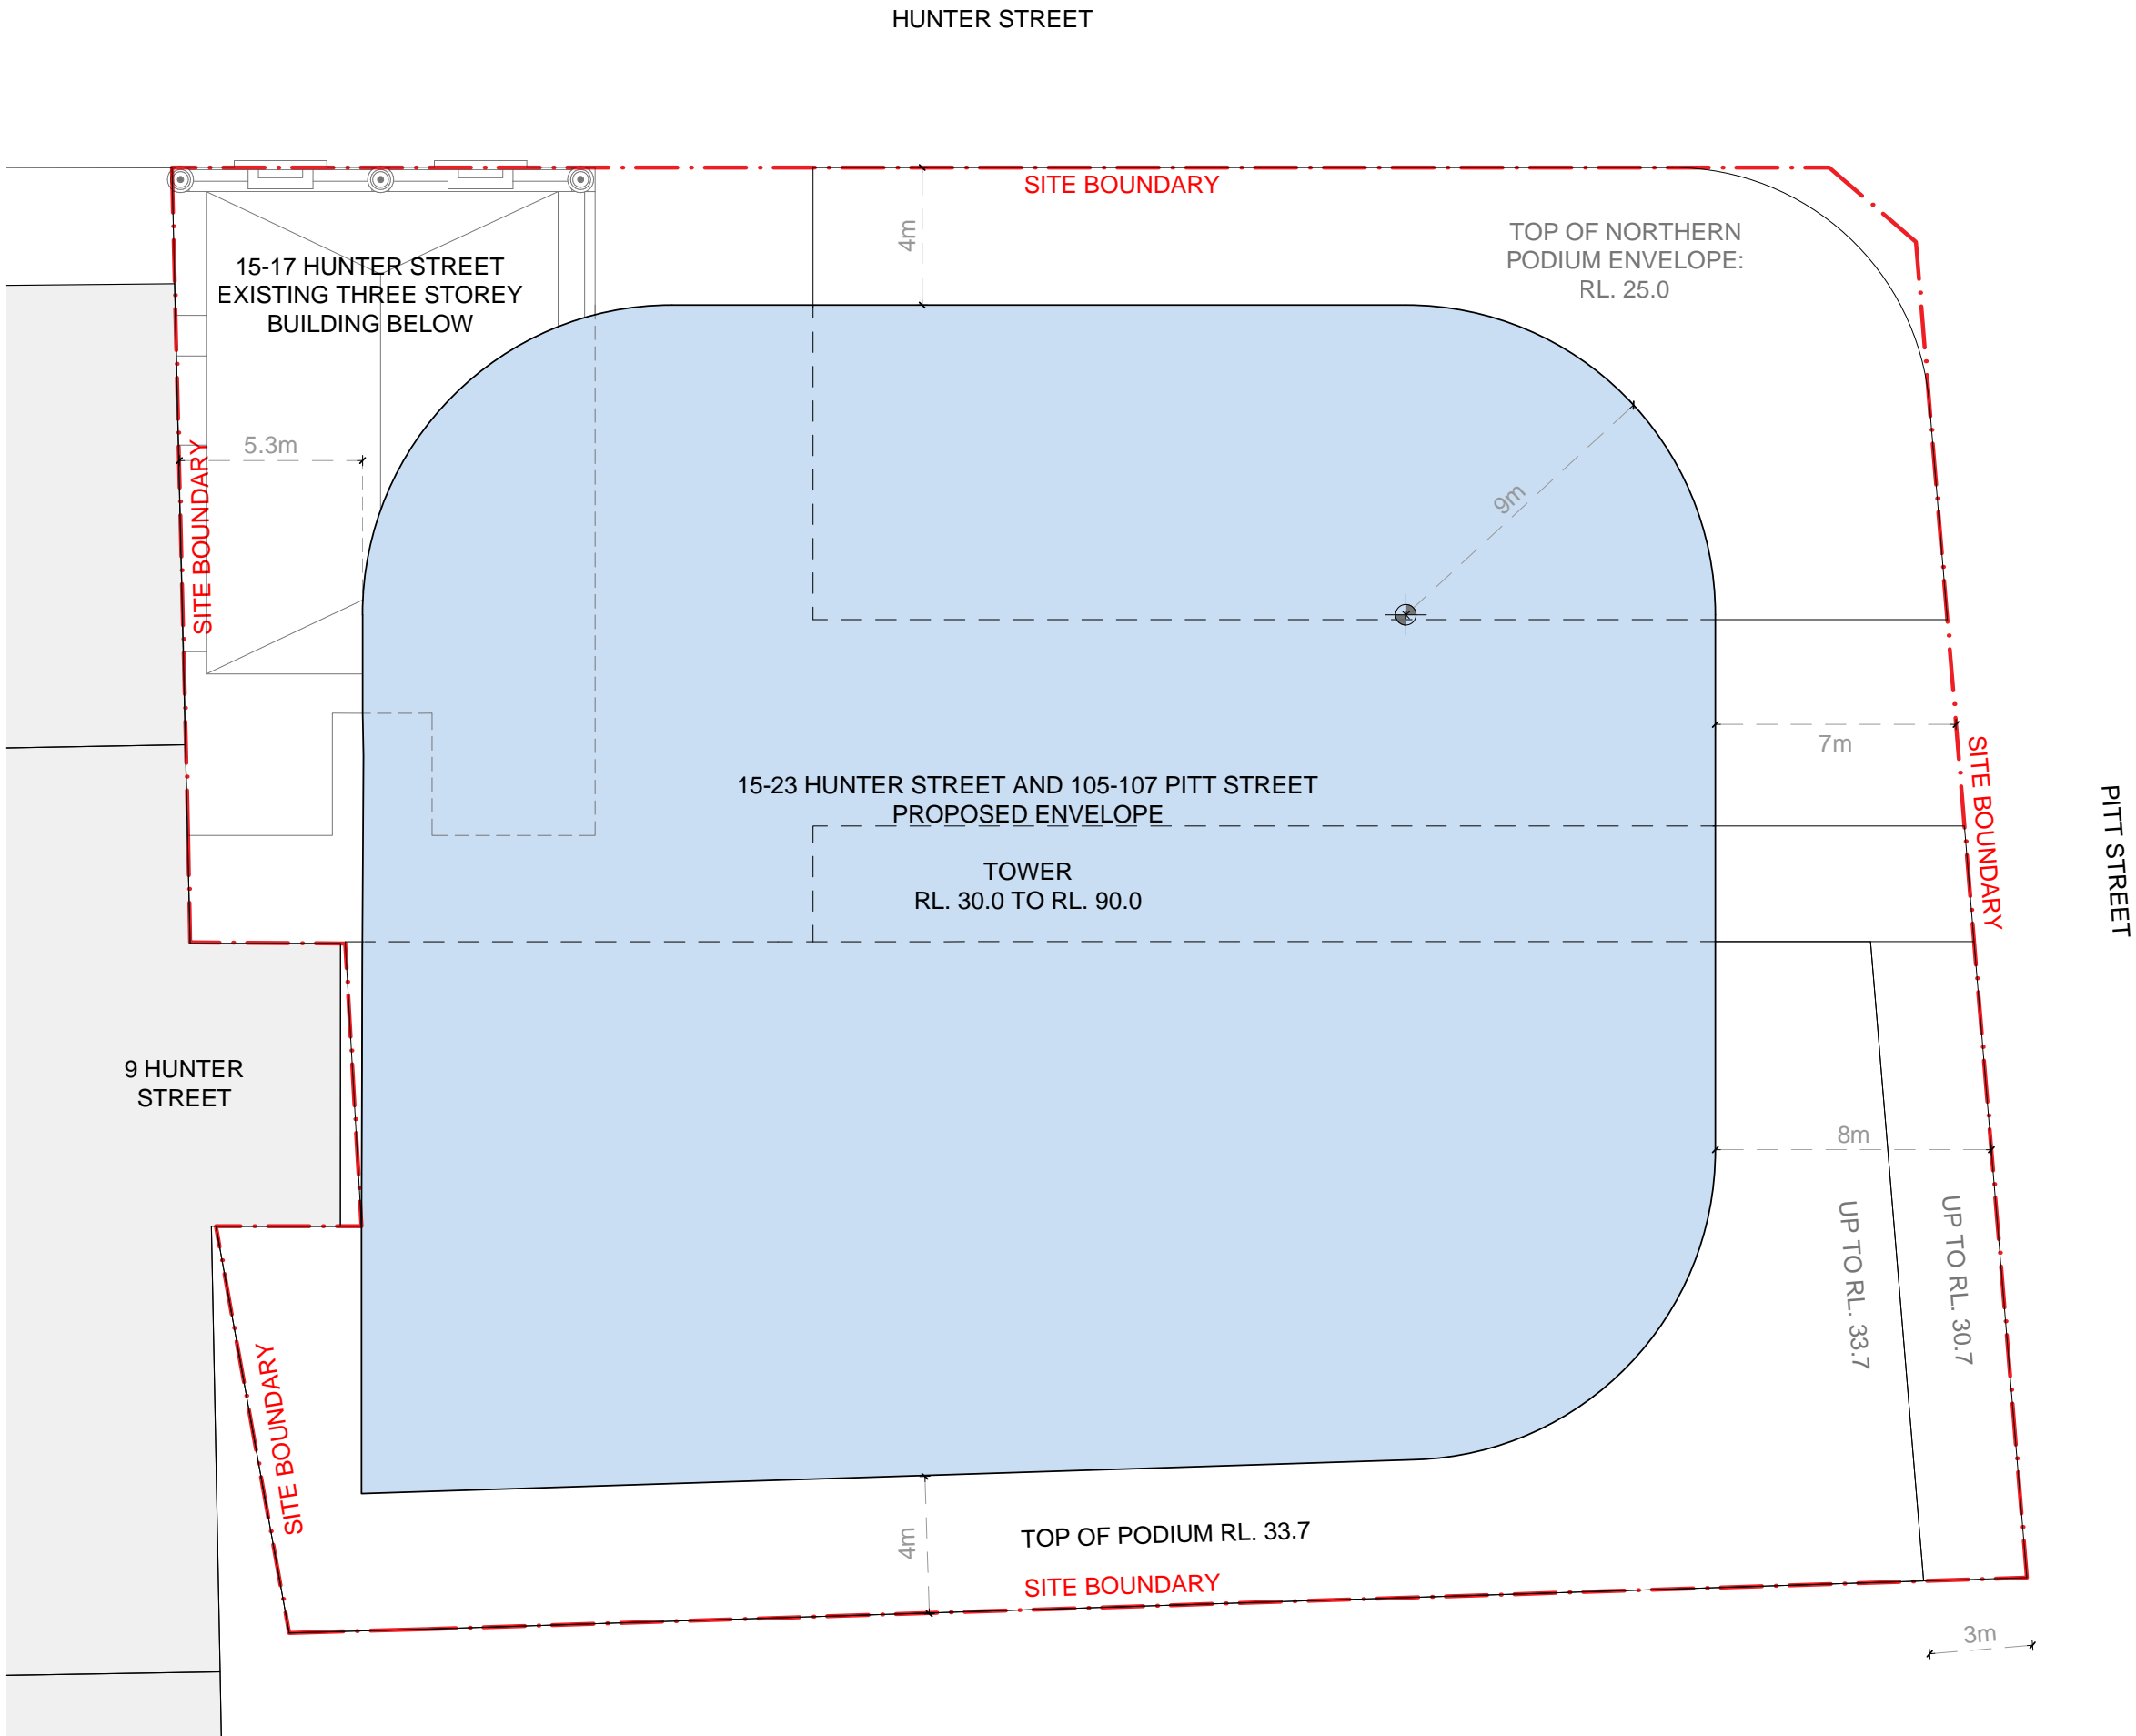 HUNTER STREET
SITE BOUNDARY
4m
TOP OF NORTHERN
PODIUM ENVELOPE:
RL. 25.0
15-17 HUNTER STREET
EXISTING THREE STOREY
BUILDING BELOW
5.3m
SITE BOUNDARY
9m
7m
SITE BOUNDARY
PITT STREET
15-23 HUNTER STREET AND 105-107 PITT STREET
PROPOSED ENVELOPE
TOWER
RL. 30.0 TO RL. 90.0
9 HUNTER
STREET
8m
UP TO RL. 33.7
UP TO RL. 30.7
SITE BOUNDARY
4m
TOP OF PODIUM RL. 33.7
SITE BOUNDARY
3m